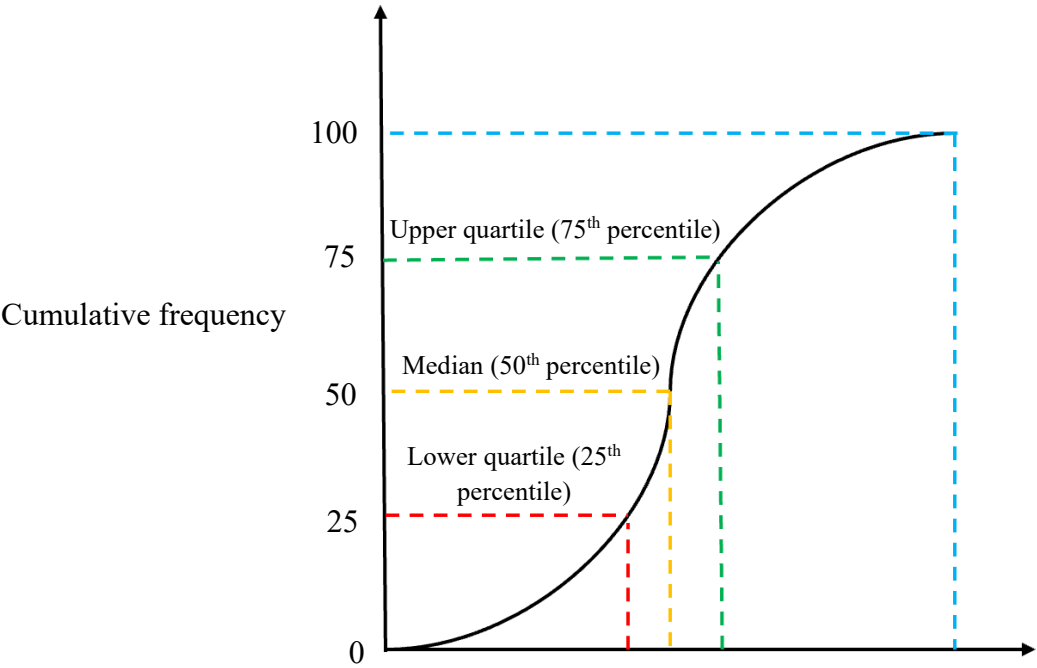 100
Upper quartile (75th percentile)
75
Cumulative frequency
Median (50th percentile)
50
Lower quartile (25th
percentile)
25
0